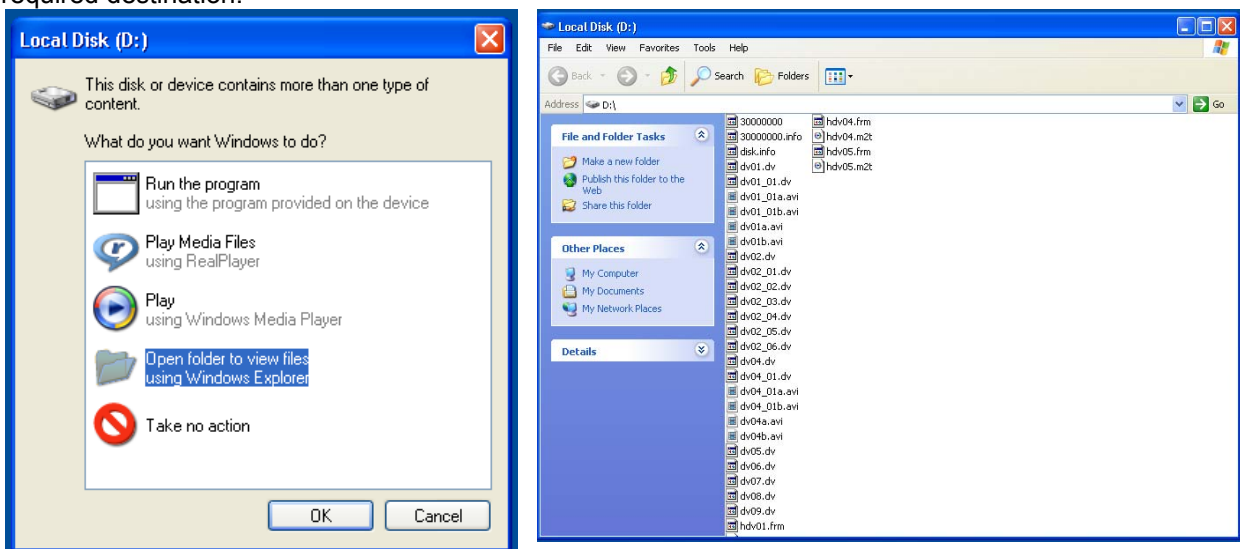 required destination.
Local Disk (D:)
This disk or device contains more than one type of
content.
What do you want Windows to do?
Run the program
using the program provided on the device
Play Media Files
using RealPlayer
Play
using Windows Media Player
Open folder to view files
using Windows Explorer
Take no action
OK
Cancel
Local Disk (D:)
File Edit View Favorites Tools Help
Back
Search
Folders
Address
D:\
Go
File and Folder Tasks
Make a new folder
Publish this folder to the
Web
Share this folder
Other Places
My Computer
My Documents
My Network Places
Details
30000000
30000000.info
disk.info
dv01.dv
dv01_01.dv
dv01_01a.avi
dv01_01b.avi
dv01a.avi
dv01b.avi
dv02.dv
dv02_01.dv
dv02_02.dv
dv02_03.dv
dv02_04.dv
dv02_05.dv
dv02_06.dv
dv04.dv
dv04_01.dv
dv04_01a.avi
dv04_01b.avi
dv04a.avi
dv04b.avi
dv05.dv
dv06.dv
dv07.dv
dv08.dv
dv09.dv
hdv01.frm
hdv04.frm
hdv04.m2t
hdv05.frm
hdv05.m2t